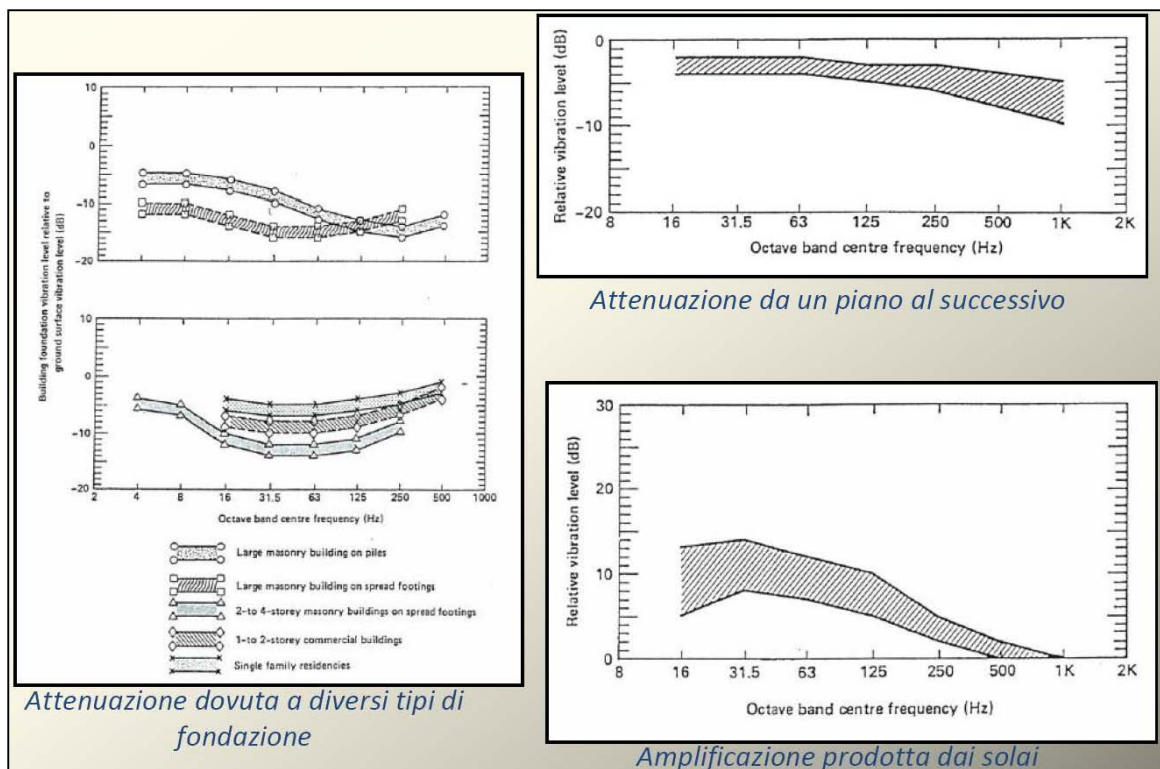 Building foundation vibration level relative to
ground surface vibration level (dB)
10
0
-10
-20
10
0
-10
-20
2 4 8 16 31.5 63 125 250 500 1000
Octave band centre frequency (Hz)
Large masonry building on piles
Large masonry building on spread footings
2-to 4-storey masonry buildings on spread footings
1-to 2-storey commercial buildings
Single family residencies
Attenuazione dovuta a diversi tipi di
fondazione
Relative vibration level (dB)
0
-10
-20
8 16 31.5 63 125 250 500 1K 2K
Octave band centre frequency (Hz)
Attenuazione da un piano al successivo
Relative vibration level (dB)
30
20
10
0
8 16 31.5 63 125 250 500 1K 2K
Octave band centre frequency (Hz)
Amplificazione prodotta dai solai